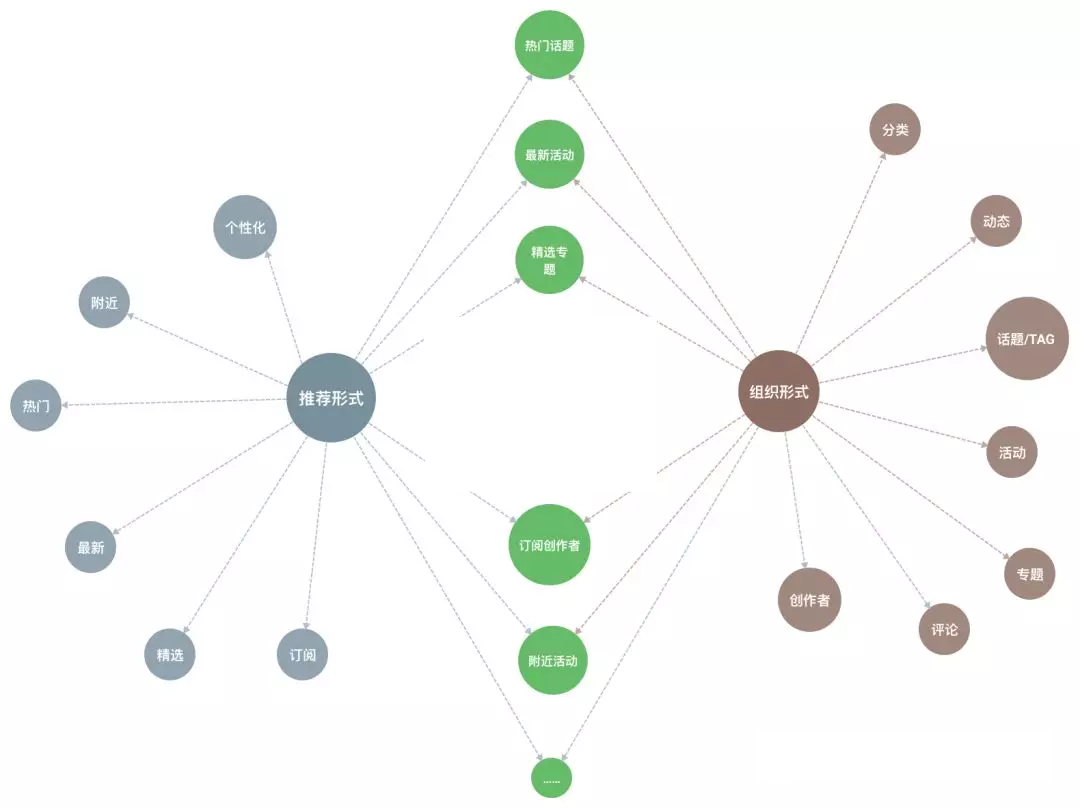 热门话题
最新活动
精选专
题
个性化
附近
热门
最新
精选
订阅
推荐形式
组织形式
分类
动态
话题/TAG
活动
专题
评论
创作者
订阅创作者
附近活动
......